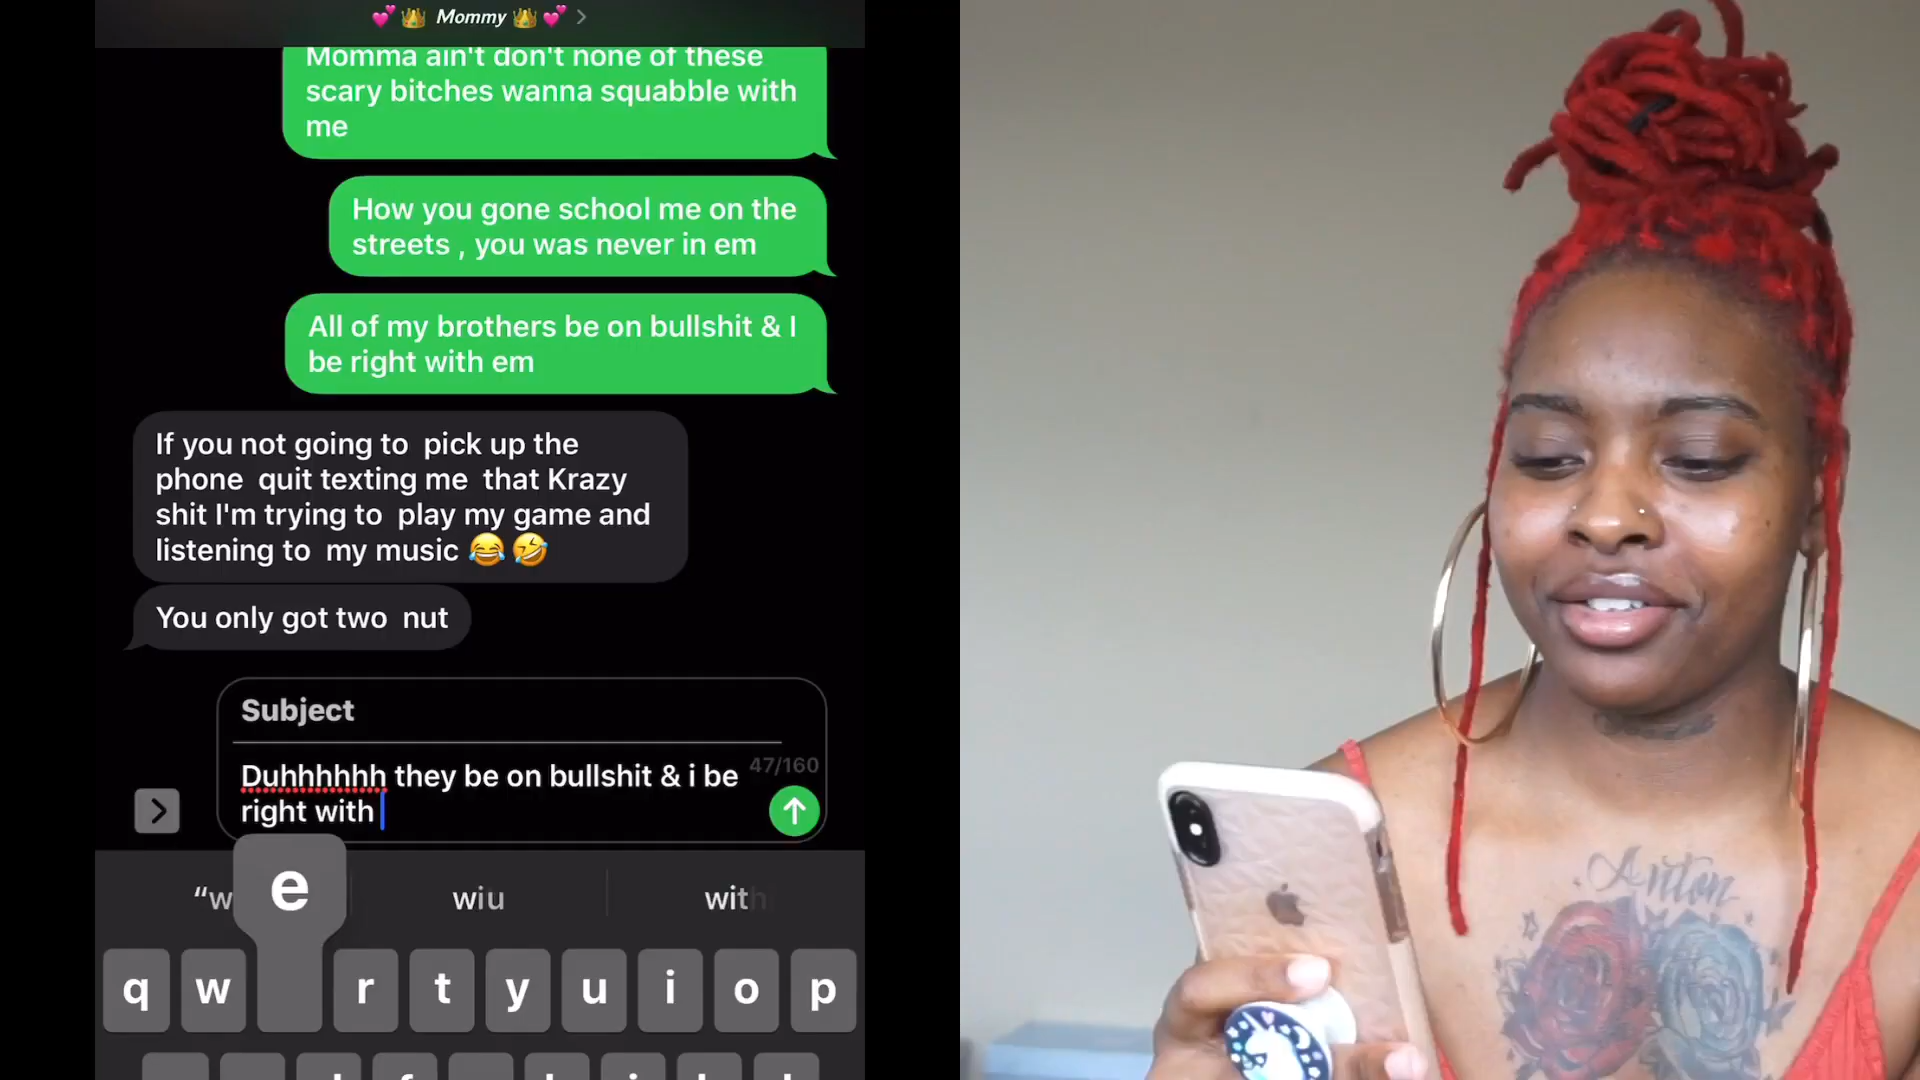 💕👑 Mommy 👑💕 >
Momma ain't don't none of these
scary bitches wanna squabble with
me
How you gone school me on the
streets , you was never in em
All of my brothers be on bullshit & I
be right with em
If you not going to  pick up the
phone  quit texting me  that Krazy
shit I'm trying to  play my game and
listening to  my music 😂🤣
You only got two  nut
Subject
Duhhhhhh they be on bullshit & i be
47/160
right with
“w
e
wiu
with
q w r t y u i o p
Anton